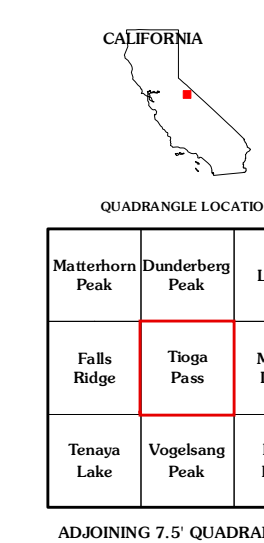 CALIFORNIA
QUADRANGLE LOCATIO
Matterhorn Peak
Dunderberg Peak
L
Falls Ridge
Tioga Pass
M
Tenaya Lake
Vogelsang Peak
ADJOINING 7.5' QUADRA